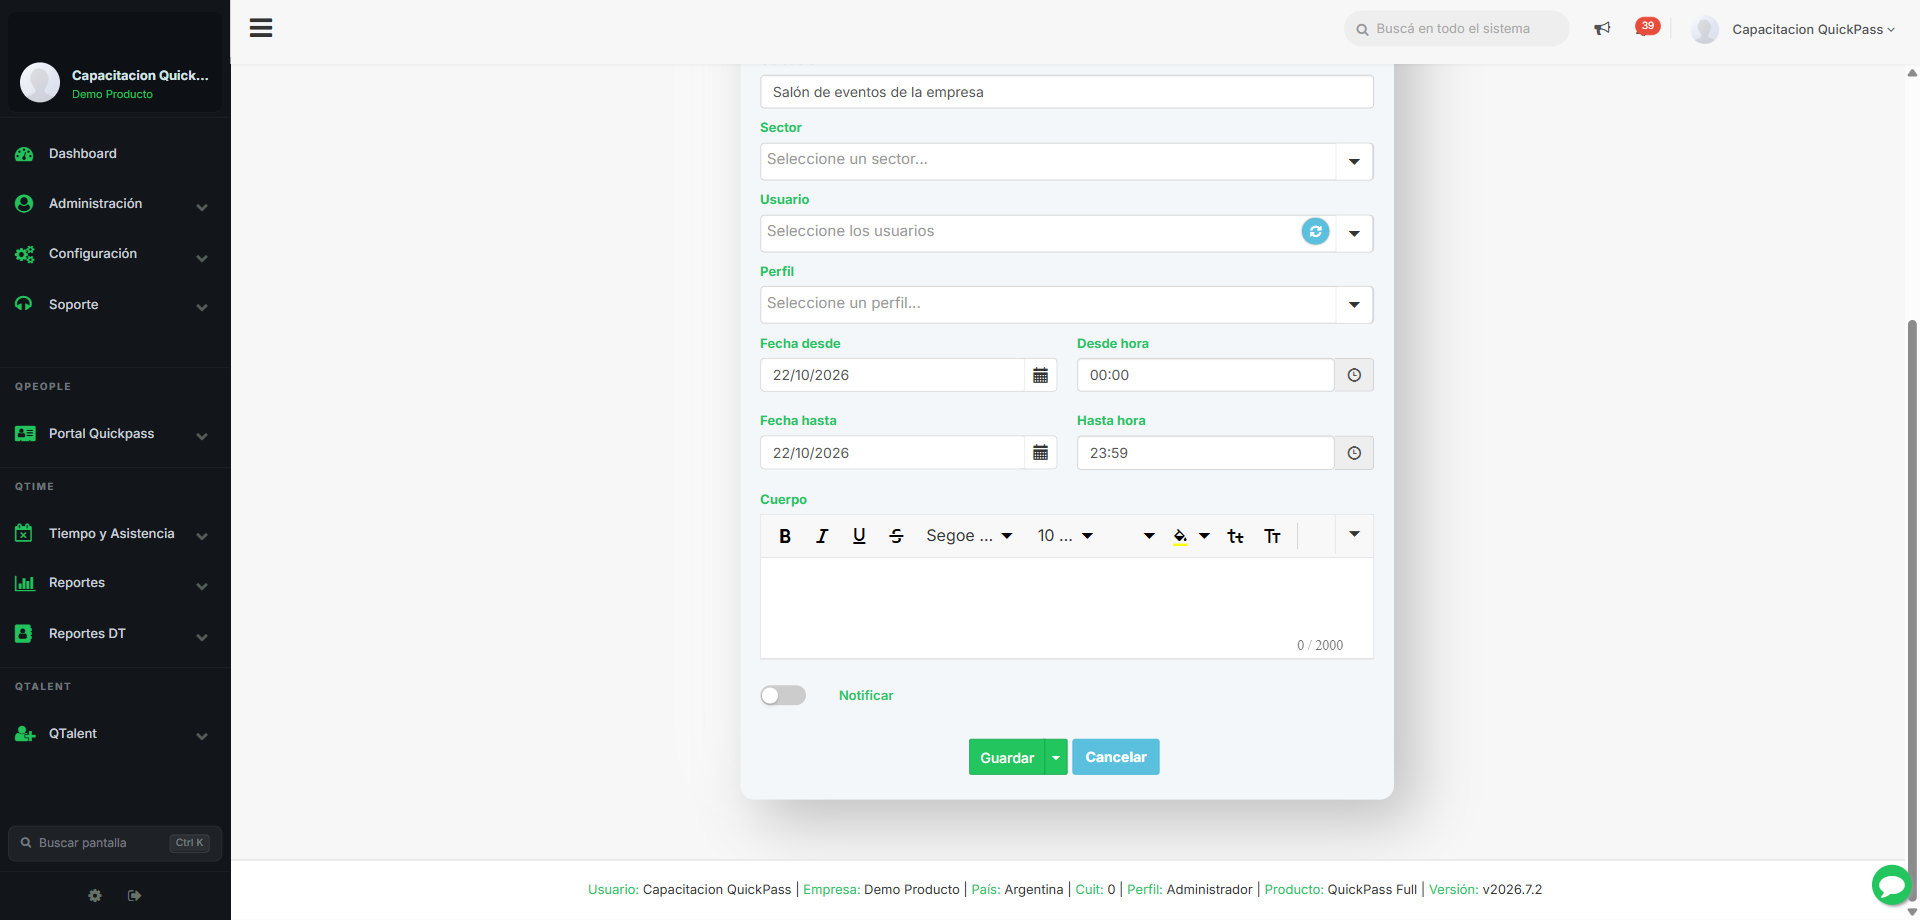 Capacitacion Quick...
Demo Producto
Dashboard
Administración
Configuración
Soporte
QPEOPLE
Portal Quickpass
QTIME
Tiempo y Asistencia
Reportes
Reportes DT
QTALENT
QTalent
Buscar pantalla
Ctrl K
Buscá en todo el sistema
39
Capacitacion QuickPass
Salón de eventos de la empresa
Sector
Seleccione un sector...
Usuario
Seleccione los usuarios
Perfil
Seleccione un perfil...
Fecha desde
Desde hora
22/10/2026
00:00
Fecha hasta
Hasta hora
22/10/2026
23:59
Cuerpo
B I U S Segoe ... 10 ... tt TT
0 / 2000
Notificar
Guardar
Cancelar
Usuario: Capacitacion QuickPass | Empresa: Demo Producto | País: Argentina | Cuit: 0 | Perfil: Administrador | Producto: QuickPass Full | Versión: v2026.7.2